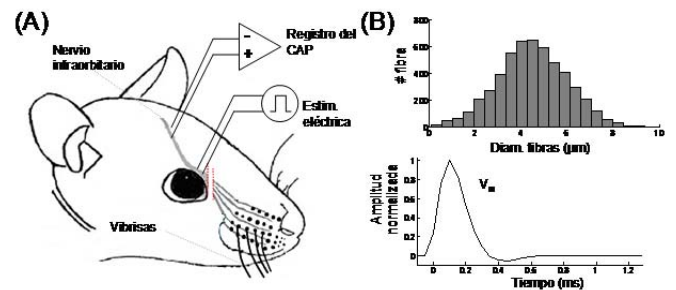 (A)
Nervio
infraorbitario
-
+
Registro del
CAP
Estim.
eléctrica
Vibrisas
(B)
# fibra
800
600
400
200
0
0 2 4 6 8 10
Diam. fibras (µm)
Amplitud
normalizada
1
0.8
0.6
0.4
0.2
0
V
0 0.2 0.4 0.6 0.8 1 1.2
Tiempo (ms)